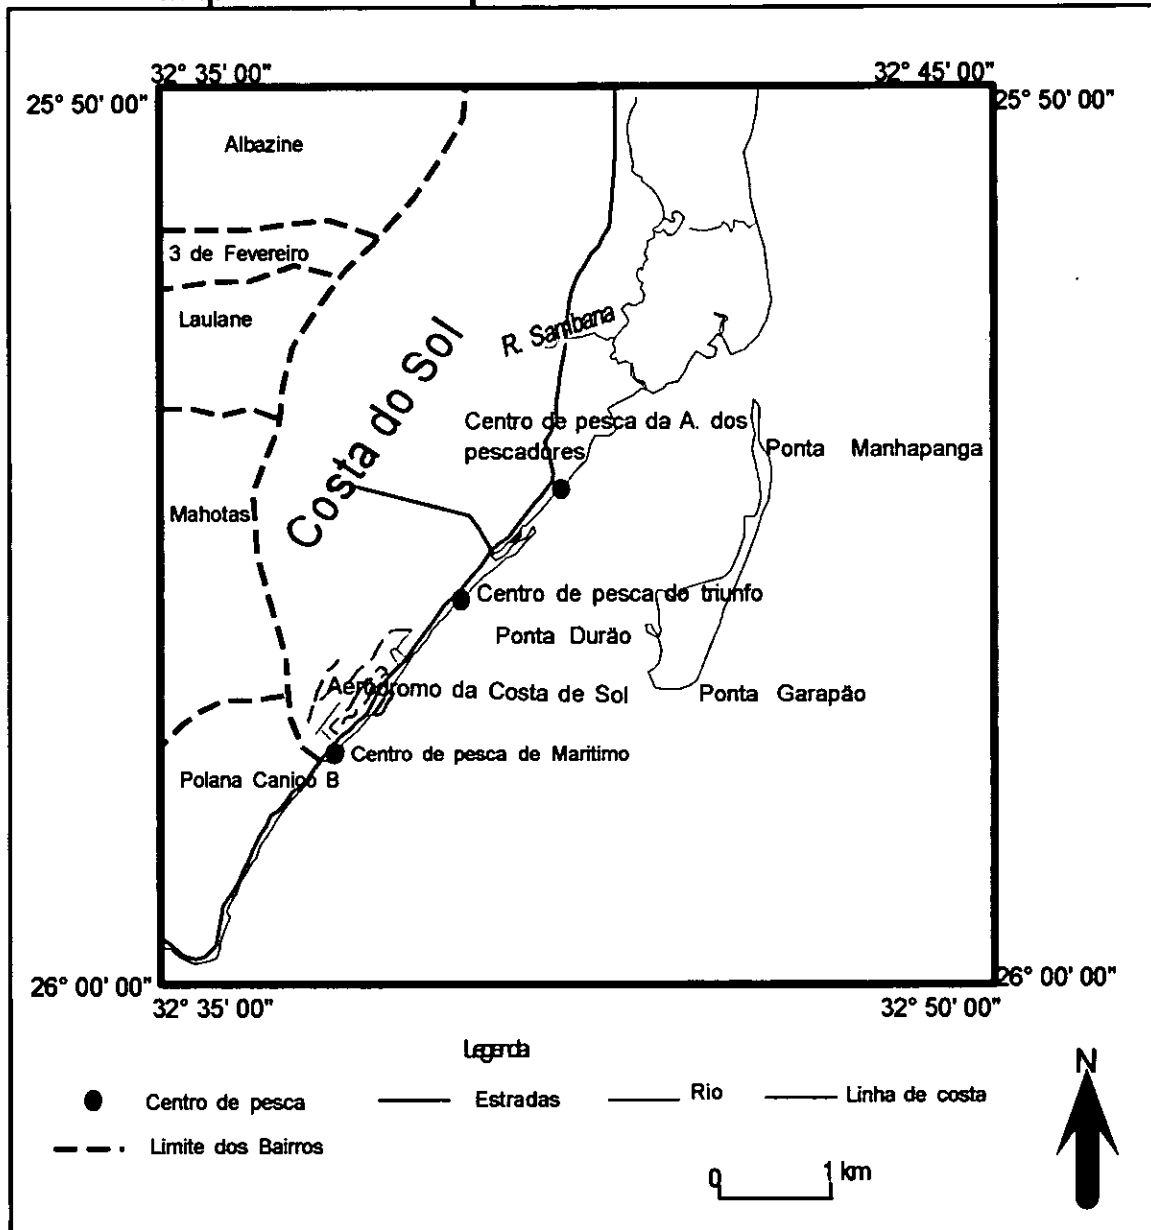 32° 35' 00"
32° 45' 00"
25° 50' 00"
25° 50' 00"
Albazine
3 de Fevereiro
Laulane
R. Sambana
Costa do Sol
Centro de pesca da A. dos
pescadores
Ponta Manhapanga
Mahotas
Centro de pesca do triunfo
Ponta Durão
Aeródromo da Costa de Sol
Ponta Garapão
Centro de pesca de Maritimo
Polana Caniço B
26° 00' 00"
26° 00' 00"
32° 35' 00"
32° 50' 00"
Legenda
Centro de pesca
Estradas
Rio
Linha de costa
Limite dos Bairros
N
0 1 km